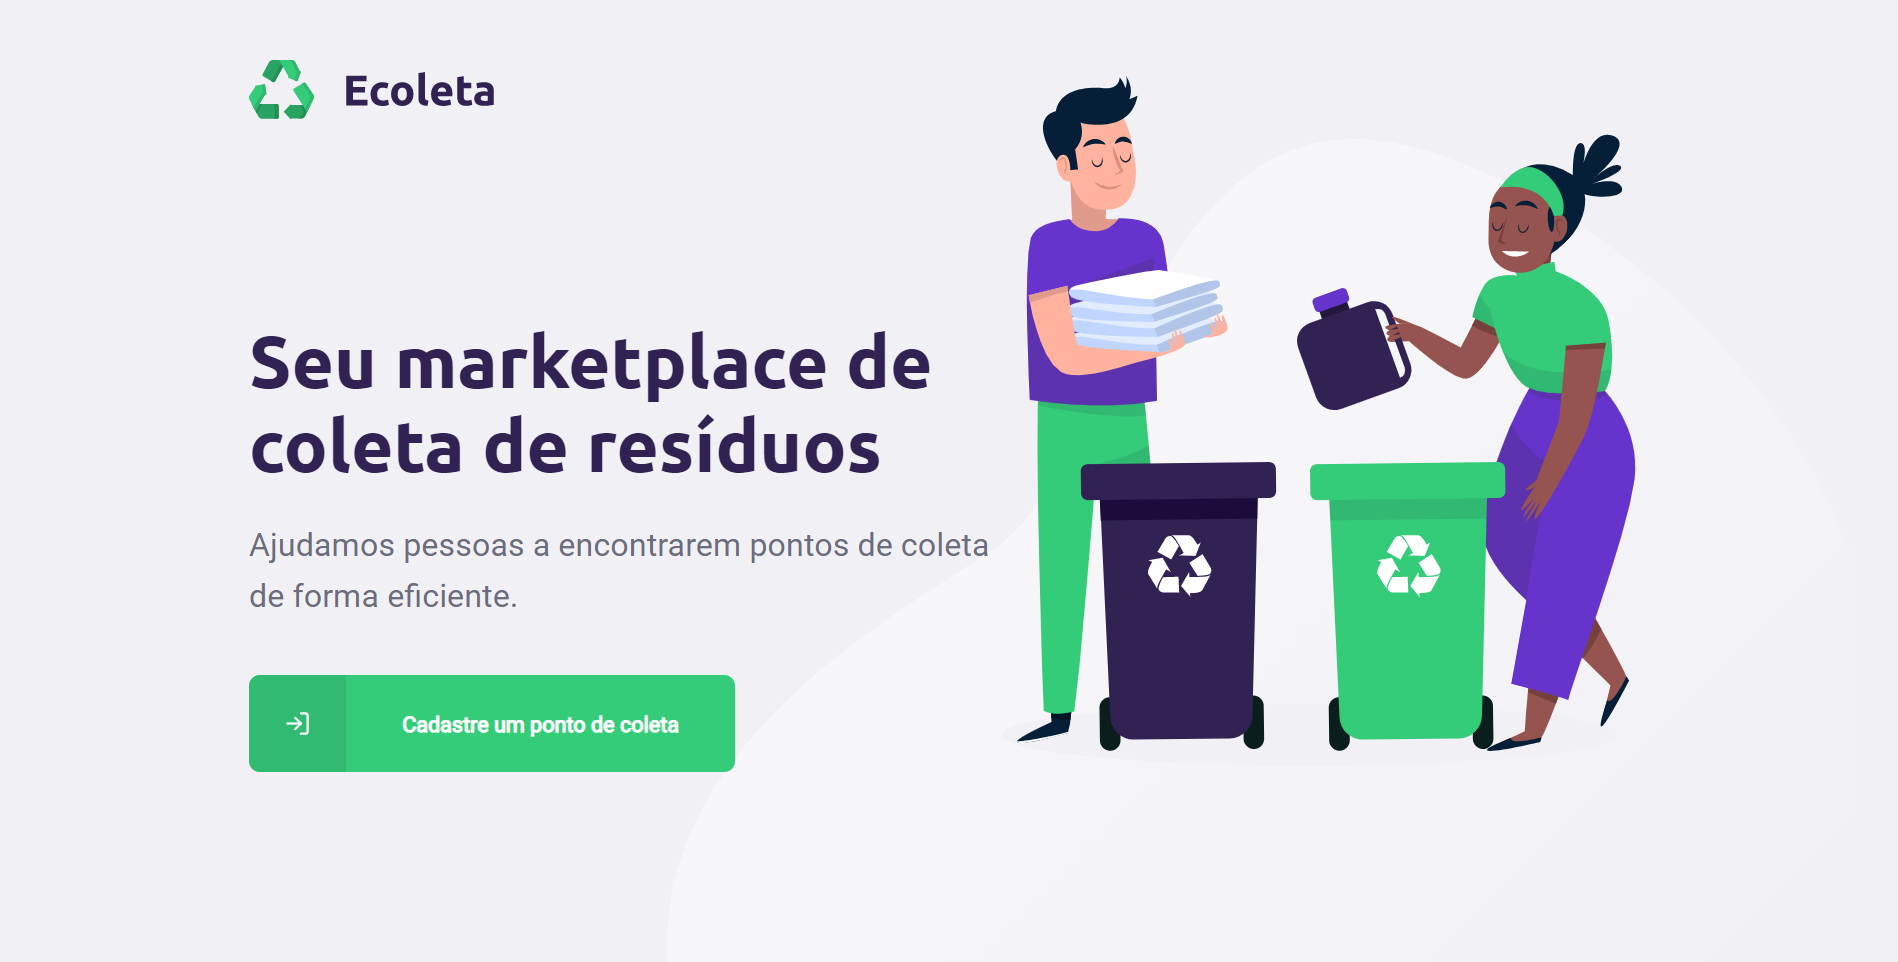 Ecoleta
Seu marketplace de
coleta de resíduos
Ajudamos pessoas a encontrarem pontos de coleta
de forma eficiente.
Cadastre um ponto de coleta